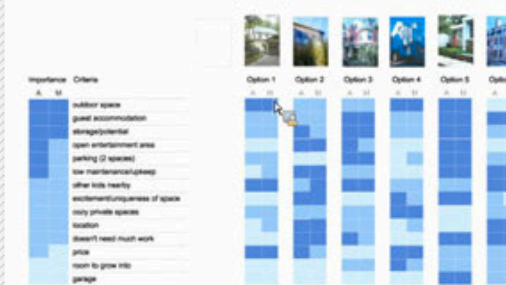 Importance Criteria Option 1 Option 2 Option 3 Option 4 Option 5
A M A M A M A M A M A M A
outdoor space
guest accommodation
storage/potential
open entertainment area
parking (2 spaces)
low maintenance/upkeep
other kids nearby
excitement/uniqueness of space
cozy private spaces
location
doesn't need much work
price
room to grow into
garage